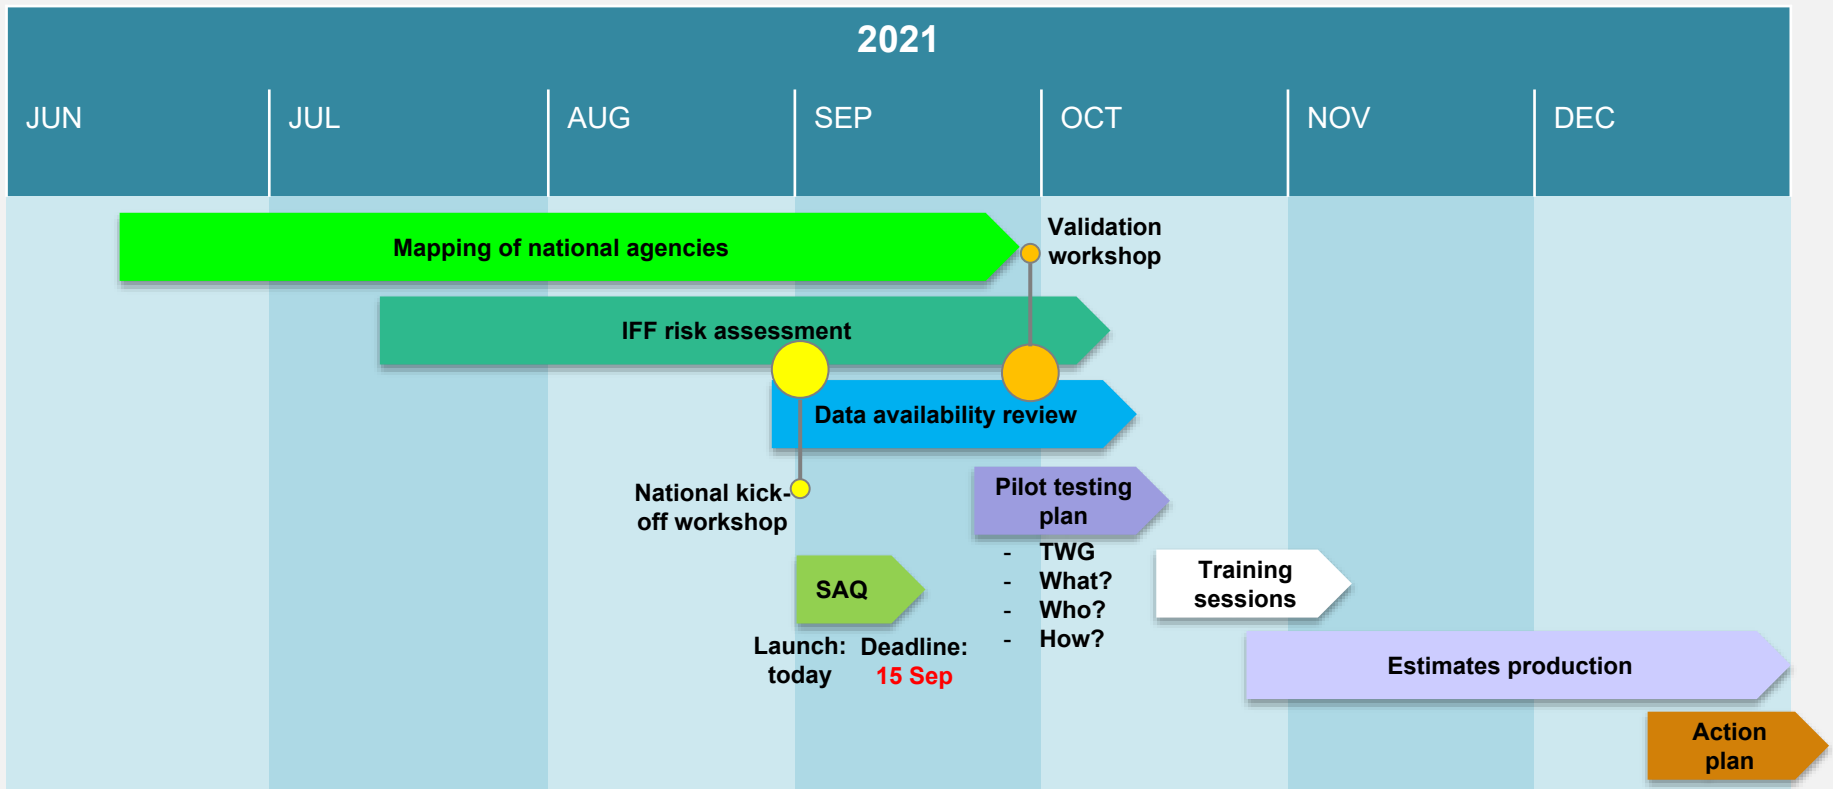 2021
JUN
JUL
AUG
SEP
OCT
NOV
DEC
Mapping of national agencies
Validation
workshop
IFF risk assessment
Data availability review
National kick-
off workshop
Pilot testing
plan
- TWG
- What?
- Who?
- How?
SAQ
Launch:
today
Deadline:
15 Sep
Training
sessions
Estimates production
Action
plan